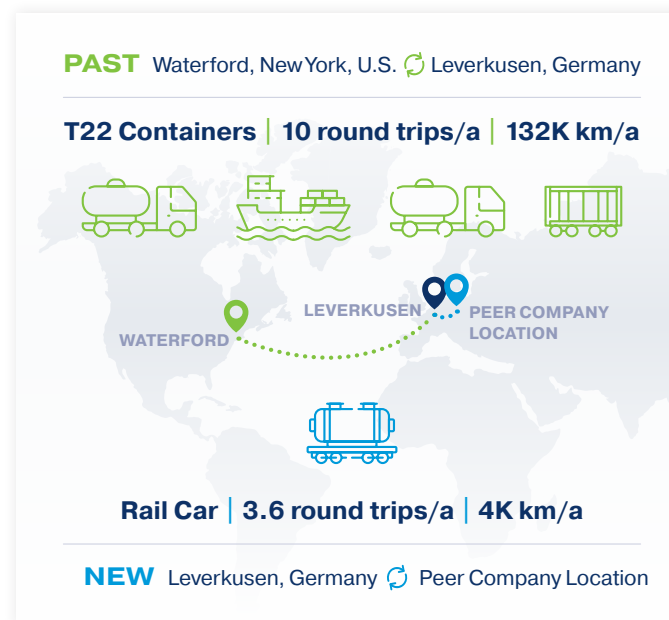 PAST Waterford, New York, U.S. Leverkusen, Germany
T22 Containers | 10 round trips/a | 132K km/a
LEVERKUSEN
PEER COMPANY
LOCATION
WATERFORD
Rail Car | 3.6 round trips/a | 4K km/a
NEW Leverkusen, Germany Peer Company Location